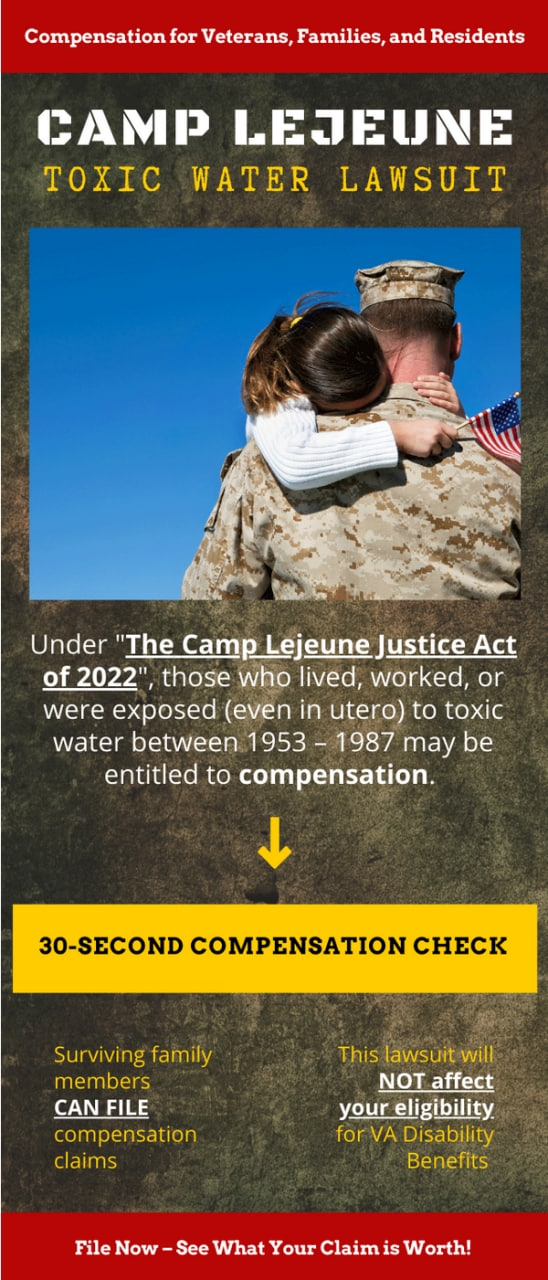 Compensation for Veterans, Families, and Residents
CAMP LEJEUNE
TOXIC WATER LAWSUIT
Under "The Camp Lejeune Justice Act
of 2022", those who lived, worked, or
were exposed (even in utero) to toxic
water between 1953 – 1987 may be
entitled to compensation.
30-SECOND COMPENSATION CHECK
Surviving family
members
CAN FILE
compensation
claims
This lawsuit will
NOT affect
your eligibility
for VA Disability
Benefits
File Now – See What Your Claim is Worth!